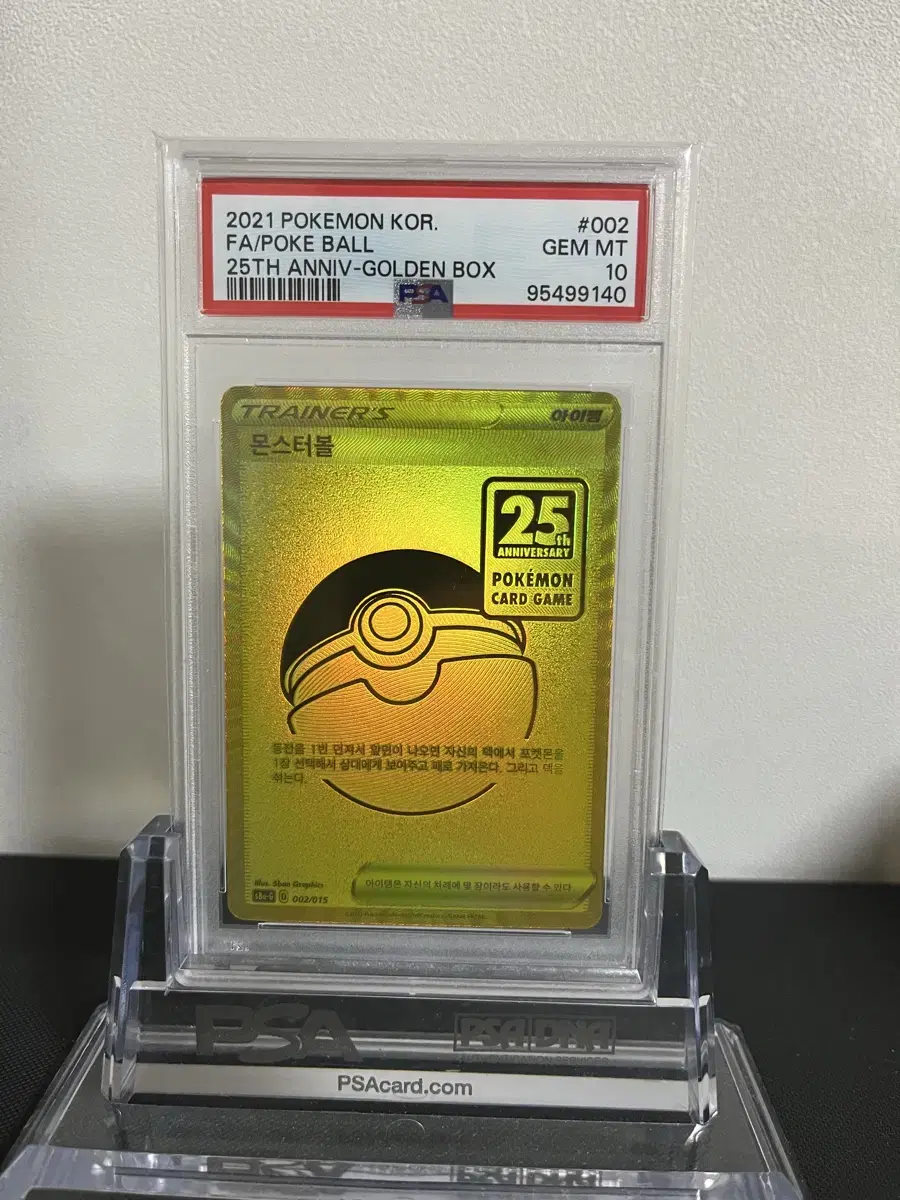 2021 POKEMON KOR.
#002
FA/POKE BALL
GEM MT
25TH ANNIV-GOLDEN BOX
10
PSA
95499140
TRAINER'S
아이템
몬스터볼
25th
ANNIVERSARY
POKÉMON
CARD GAME
동전을 1번 던져서 앞면이 나오면 자신의 덱에서 포켓몬을
1장 선택해서 상대에게 보여주고 패로 가져온다. 그리고 덱을
섞는다.
Illus. 5ban Graphics
아이템은 자신의 차례에 몇 장이라도 사용할 수 있다
D 002/015
PSA
PSA/DNA
PSAcard.com